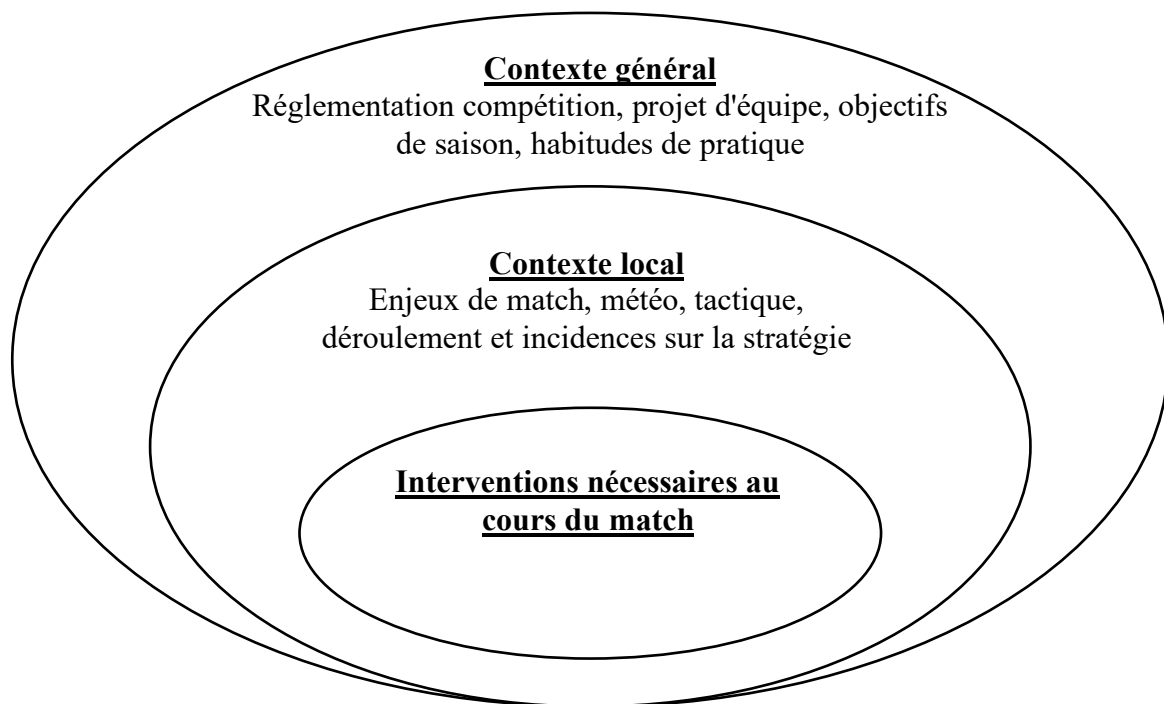 Contexte général
Réglementation compétition, projet d'équipe, objectifs
de saison, habitudes de pratique
Contexte local
Enjeux de match, météo, tactique,
déroulement et incidences sur la stratégie
Interventions nécessaires au
cours du match